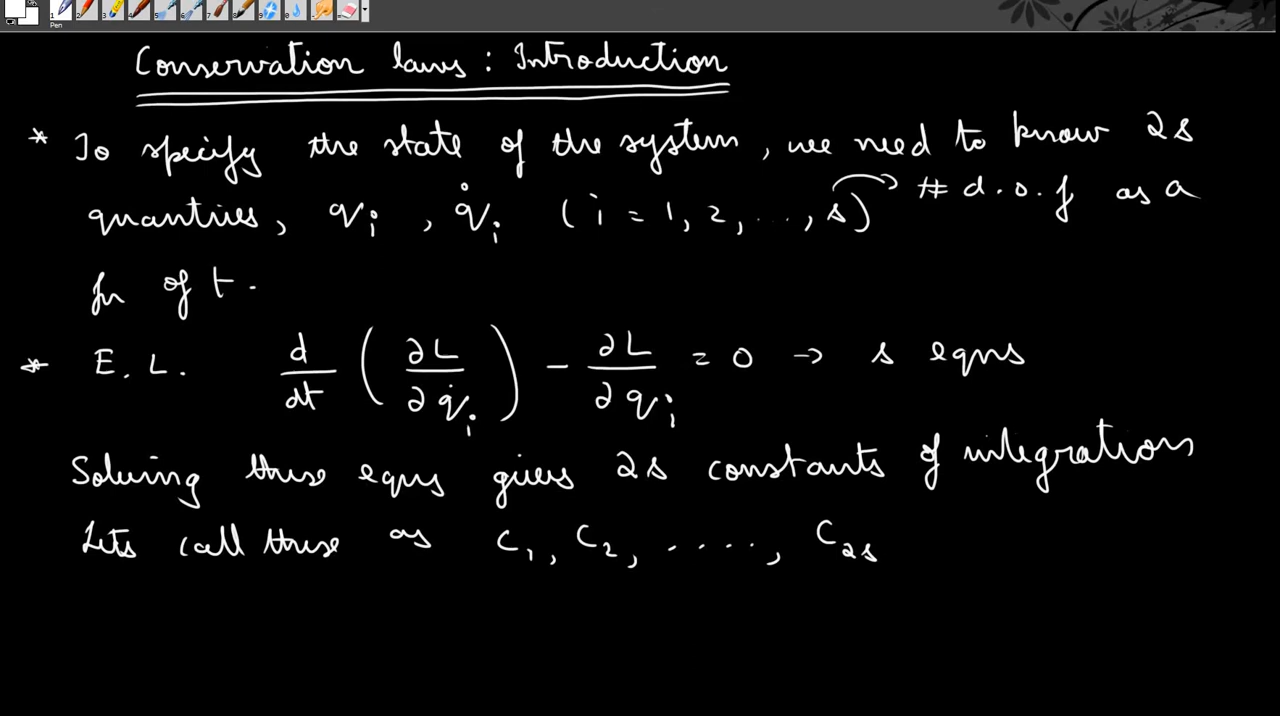 Conservation laws : Introduction
* To specify the state of the system, we need to know 2s
quantries, qi, q̇i (i = 1, 2, ..., s) → # d.o.f as a
fn of t.
* E. L. d/dt (∂L/∂q̇i) - ∂L/∂qi = 0 → s eqns
Solving these eqns gives 2s constants of integrations
Lets call these as C₁, C₂, ....., C₂ₛ